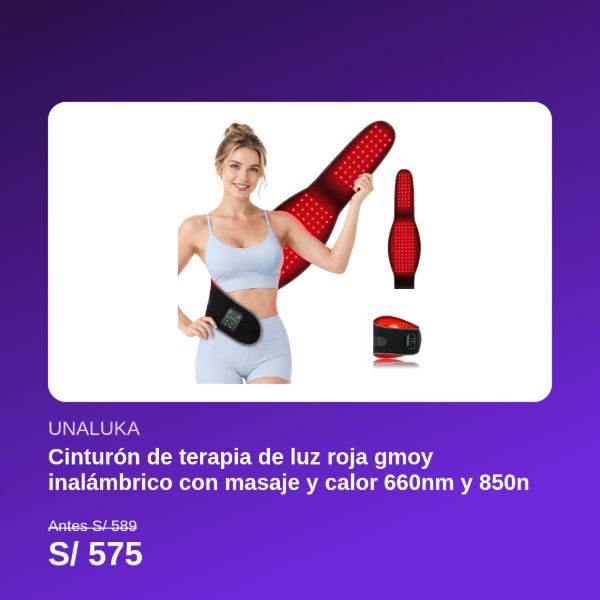 UNALUKA
Cinturón de terapia de luz roja gmoy
inalámbrico con masaje y calor 660nm y 850n
Antes S/ 589
S/ 575